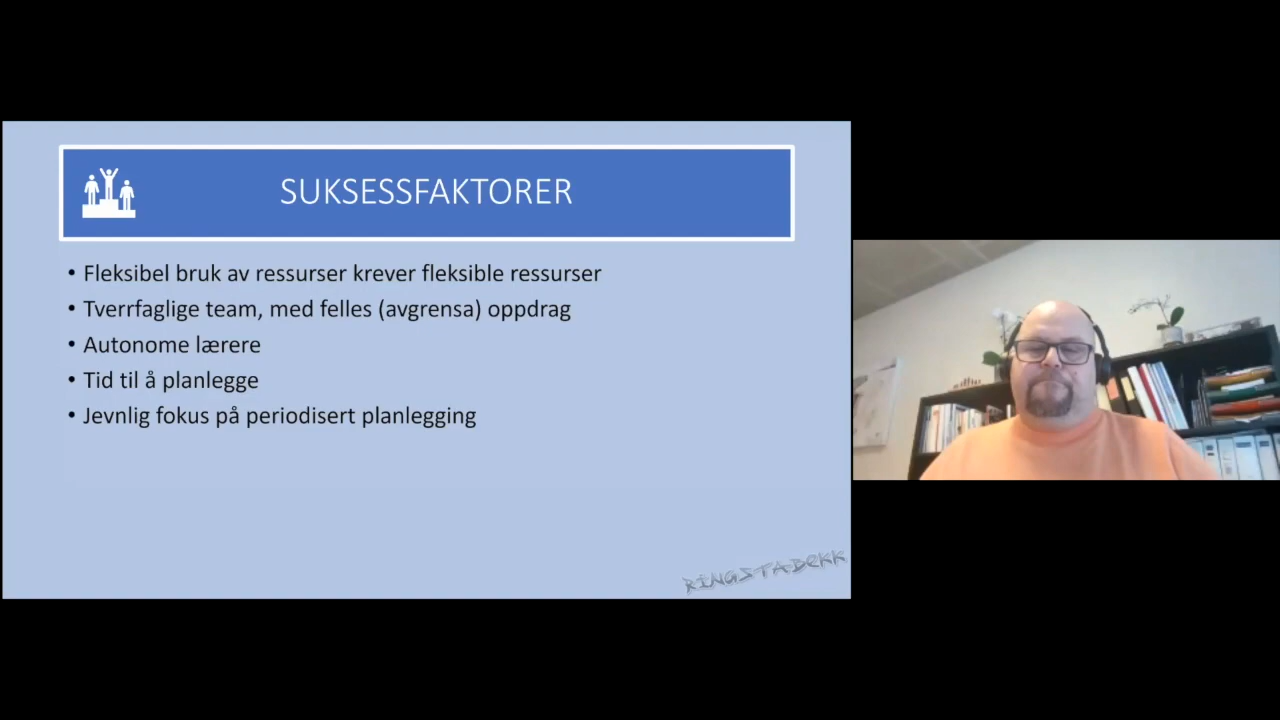 SUKSESSFAKTORER
• Fleksibel bruk av ressurser krever fleksible ressurser
• Tverrfaglige team, med felles (avgrensa) oppdrag
• Autonome lærere
• Tid til å planlegge
• Jevnlig fokus på periodisert planlegging
RiNGSTABeKK